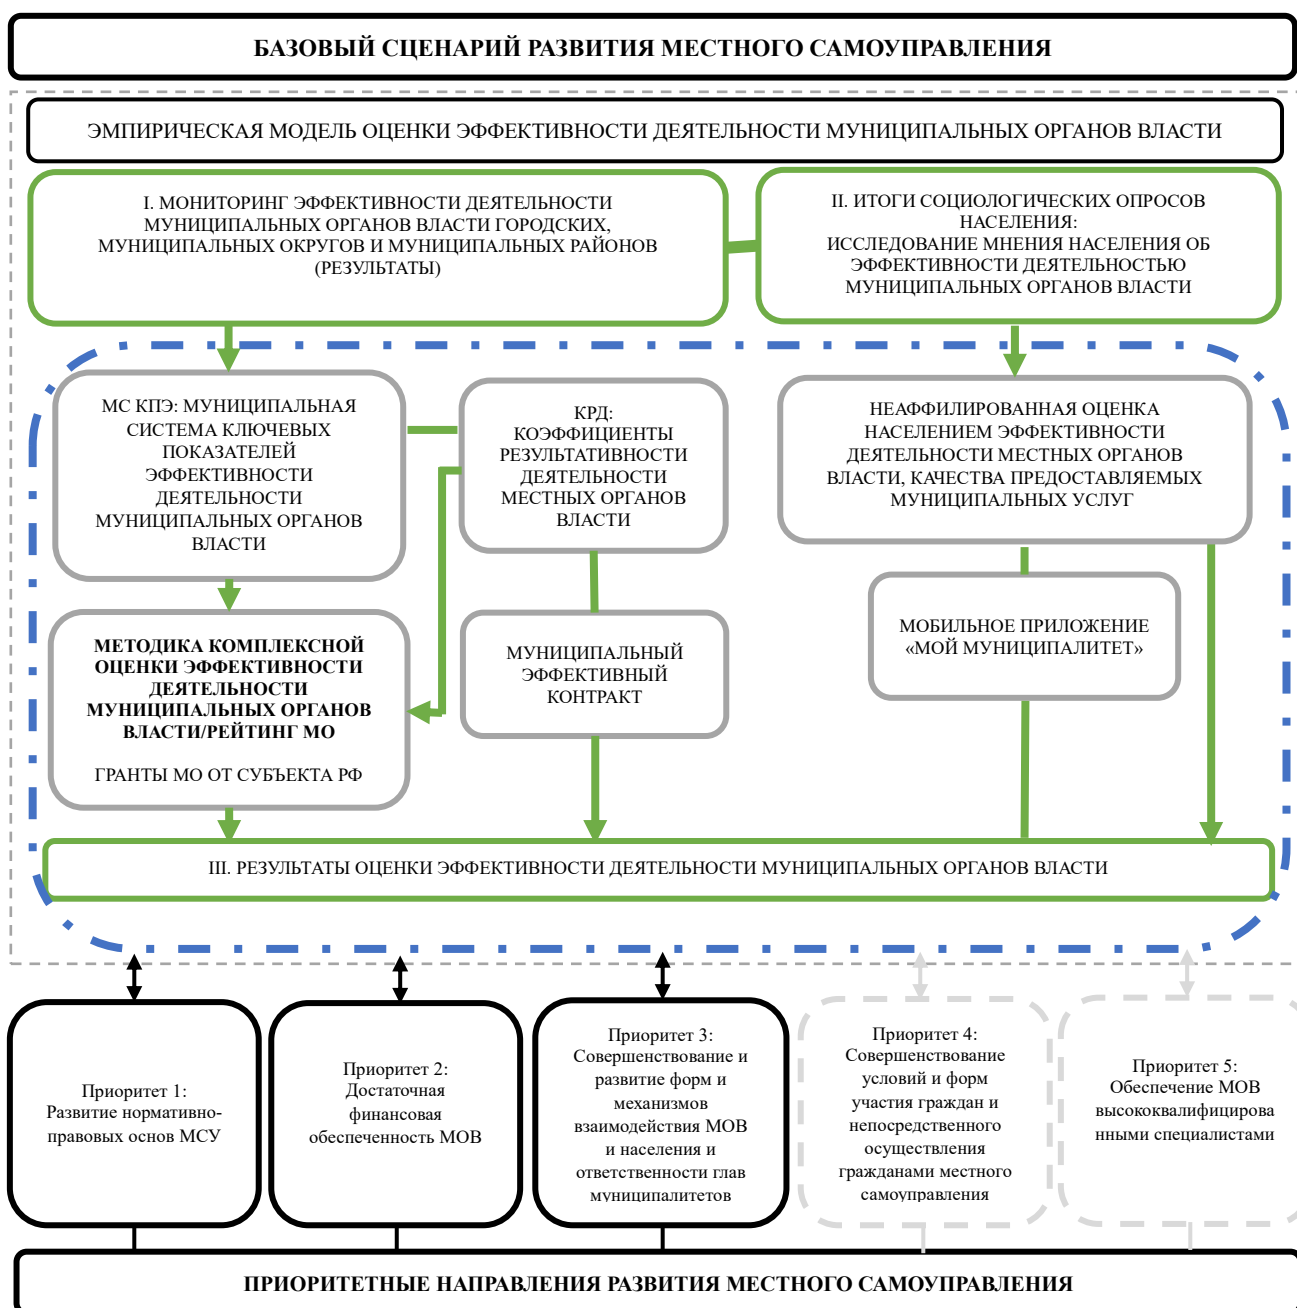 БАЗОВЫЙ СЦЕНАРИЙ РАЗВИТИЯ МЕСТНОГО САМОУПРАВЛЕНИЯ
ЭМПИРИЧЕСКАЯ МОДЕЛЬ ОЦЕНКИ ЭФФЕКТИВНОСТИ ДЕЯТЕЛЬНОСТИ МУНИЦИПАЛЬНЫХ ОРГАНОВ ВЛАСТИ
I. МОНИТОРИНГ ЭФФЕКТИВНОСТИ ДЕЯТЕЛЬНОСТИ
МУНИЦИПАЛЬНЫХ ОРГАНОВ ВЛАСТИ ГОРОДСКИХ,
МУНИЦИПАЛЬНЫХ ОКРУГОВ И МУНИЦИПАЛЬНЫХ РАЙОНОВ
(РЕЗУЛЬТАТЫ)
II. ИТОГИ СОЦИОЛОГИЧЕСКИХ ОПРОСОВ
НАСЕЛЕНИЯ:
ИССЛЕДОВАНИЕ МНЕНИЯ НАСЕЛЕНИЯ ОБ
ЭФФЕКТИВНОСТИ ДЕЯТЕЛЬНОСТЬЮ
МУНИЦИПАЛЬНЫХ ОРГАНОВ ВЛАСТИ
МС КПЭ: МУНИЦИПАЛЬНАЯ
СИСТЕМА КЛЮЧЕВЫХ
ПОКАЗАТЕЛЕЙ
ЭФФЕКТИВНОСТИ
ДЕЯТЕЛЬНОСТИ
МУНИЦИПАЛЬНЫХ ОРГАНОВ
ВЛАСТИ
КРД:
КОЭФФИЦИЕНТЫ
РЕЗУЛЬТАТИВНОСТИ
ДЕЯТЕЛЬНОСТИ
МЕСТНЫХ ОРГАНОВ
ВЛАСТИ
НЕАФФИЛИРОВАННАЯ ОЦЕНКА
НАСЕЛЕНИЕМ ЭФФЕКТИВНОСТИ
ДЕЯТЕЛЬНОСТИ МЕСТНЫХ ОРГАНОВ
ВЛАСТИ, КАЧЕСТВА ПРЕДОСТАВЛЯЕМЫХ
МУНИЦИПАЛЬНЫХ УСЛУГ
МЕТОДИКА КОМПЛЕКСНОЙ
ОЦЕНКИ ЭФФЕКТИВНОСТИ
ДЕЯТЕЛЬНОСТИ
МУНИЦИПАЛЬНЫХ ОРГАНОВ
ВЛАСТИ/РЕЙТИНГ МО
ГРАНТЫ МО ОТ СУБЪЕКТА РФ
МУНИЦИПАЛЬНЫЙ
ЭФФЕКТИВНЫЙ
КОНТРАКТ
МОБИЛЬНОЕ ПРИЛОЖЕНИЕ
«МОЙ МУНИЦИПАЛИТЕТ»
III. РЕЗУЛЬТАТЫ ОЦЕНКИ ЭФФЕКТИВНОСТИ ДЕЯТЕЛЬНОСТИ МУНИЦИПАЛЬНЫХ ОРГАНОВ ВЛАСТИ
Приоритет 1:
Развитие нормативно-
правовых основ МСУ
Приоритет 2:
Достаточная
финансовая
обеспеченность МОВ
Приоритет 3:
Совершенствование и
развитие форм и
механизмов
взаимодействия МОВ
и населения и
ответственности глав
муниципалитетов
Приоритет 4:
Совершенствование
условий и форм
участия граждан и
непосредственного
осуществления
гражданами местного
самоуправления
Приоритет 5:
Обеспечение МОВ
высококвалифицирова
нными специалистами
ПРИОРИТЕТНЫЕ НАПРАВЛЕНИЯ РАЗВИТИЯ МЕСТНОГО САМОУПРАВЛЕНИЯ